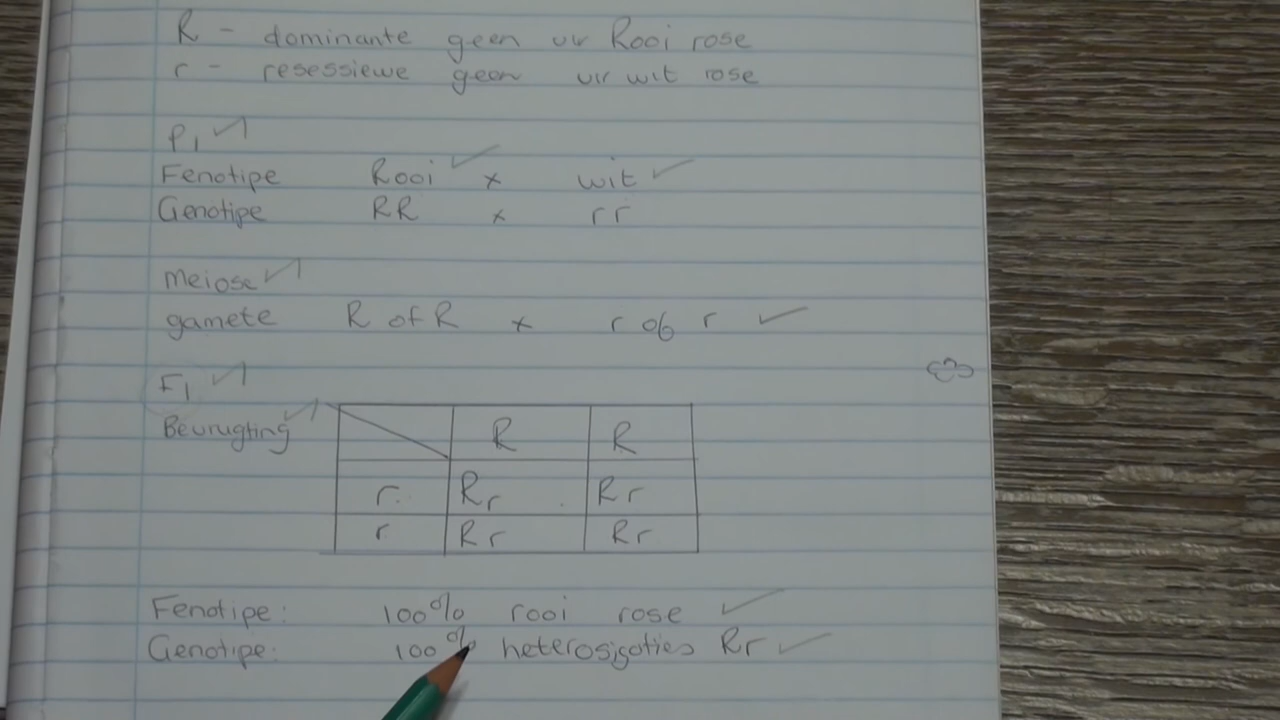 R - dominante geen vir Rooi rose
r - resessiewe geen vir wit rose
P1
Fenotipe Rooi x wit
Genotipe RR x rr
Meiose
gamete R of R x r of r
F1
Bevrugting R R
r Rr Rr
r Rr Rr
Fenotipe: 100% rooi rose
Genotipe: 100% heterosigoties Rr